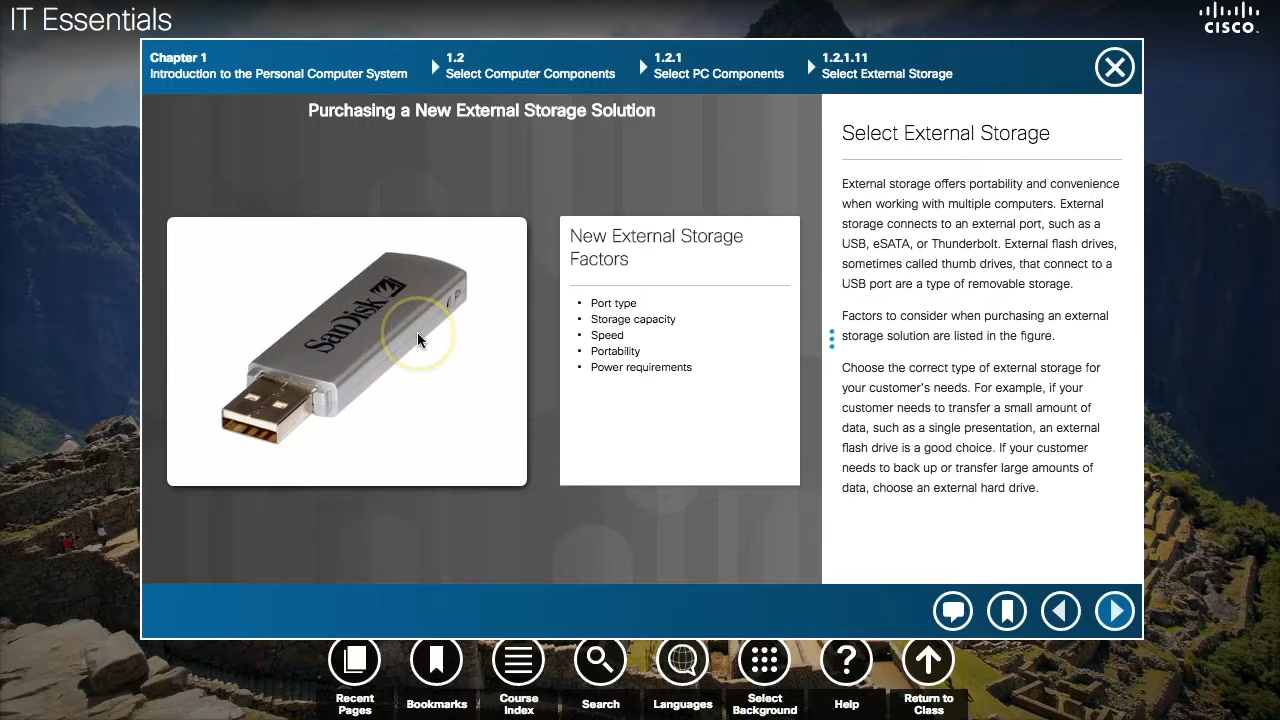 IT Essentials
CISCO
Chapter 1
Introduction to the Personal Computer System
1.2
Select Computer Components
1.2.1
Select PC Components
1.2.1.11
Select External Storage
Purchasing a New External Storage Solution
SanDisk
New External Storage
Factors
• Port type
• Storage capacity
• Speed
• Portability
• Power requirements
Select External Storage
External storage offers portability and convenience
when working with multiple computers. External
storage connects to an external port, such as a
USB, eSATA, or Thunderbolt. External flash drives,
sometimes called thumb drives, that connect to a
USB port are a type of removable storage.
Factors to consider when purchasing an external
storage solution are listed in the figure.
Choose the correct type of external storage for
your customer's needs. For example, if your
customer needs to transfer a small amount of
data, such as a single presentation, an external
flash drive is a good choice. If your customer
needs to back up or transfer large amounts of
data, choose an external hard drive.
Recent
Pages
Bookmarks
Course
Index
Search
Languages
Select
Background
?
Help
Return to
Class